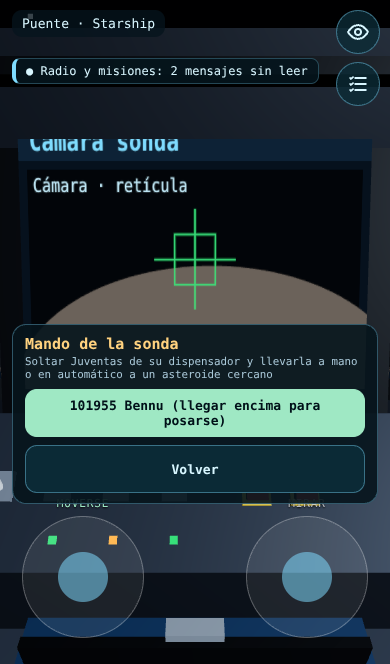 Puente · Starship
● Radio y misiones: 2 mensajes sin leer
Cámara sonda
Cámara · retícula
Mando de la sonda
Soltar Juventas de su dispensador y llevarla a mano
o en automático a un asteroide cercano
101955 Bennu (llegar encima para
posarse)
Volver
MOVERSE
MIRAR